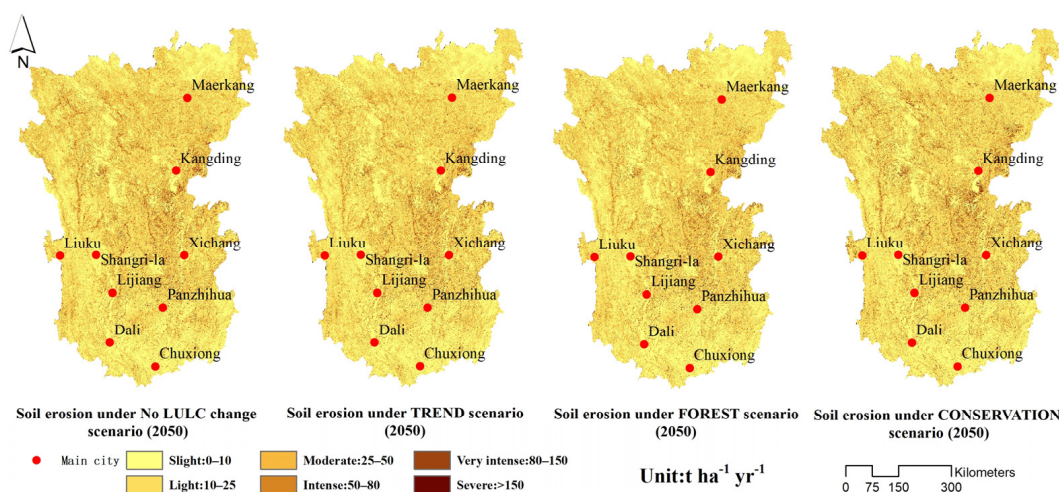 N
Maerkang
Kangding
Liuku
Shangri-la
Xichang
Lijiang
Panzhihua
Dali
Chuxiong
Maerkang
Kangding
Liuku
Shangri-la
Xichang
Lijiang
Panzhihua
Dali
Chuxiong
Maerkang
Kangding
Liuku
Shangri-la
Xichang
Lijiang
Panzhihua
Dali
Chuxiong
Maerkang
Kangding
Liuku
Shangri-la
Xichang
Lijiang
Panzhihua
Dali
Chuxiong
Soil erosion under No LULC change
scenario (2050)
Soil erosion under TREND scenario
(2050)
Soil erosion under FOREST scenario
(2050)
Soil erosion under CONSERVATION
scenario (2050)
Main city
Slight:0–10
Light:10–25
Moderate:25–50
Intense:50–80
Very intense:80–150
Severe:>150
Unit:t ha⁻¹ yr⁻¹
Kilometers
0 75 150 300